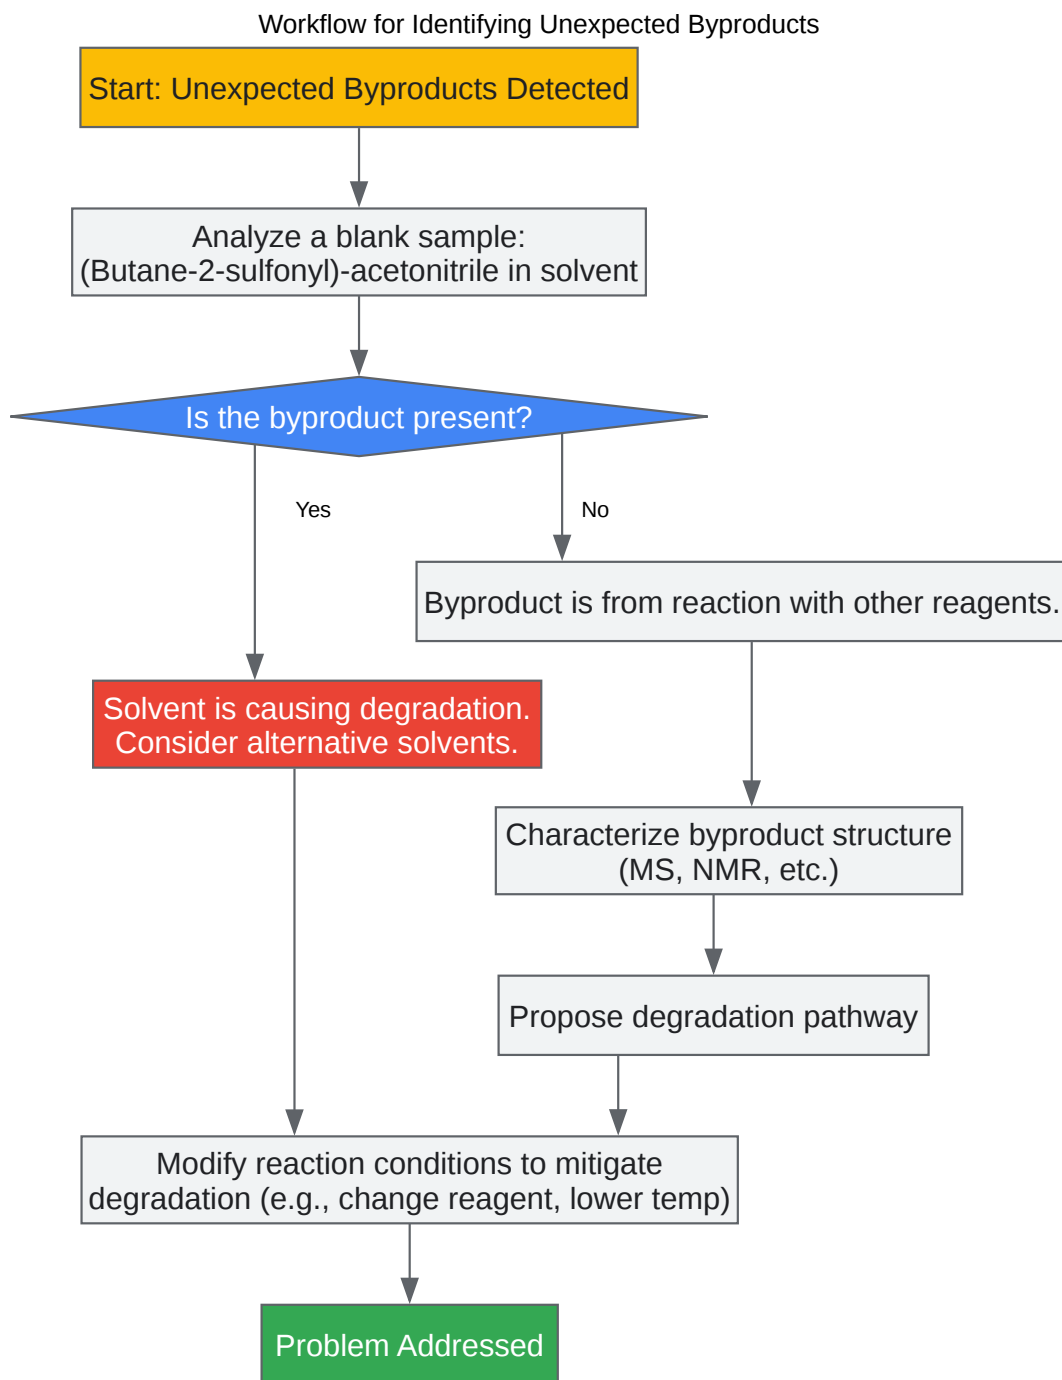 Workflow for Identifying Unexpected Byproducts
Start: Unexpected Byproducts Detected
Analyze a blank sample:
(Butane-2-sulfonyl)-acetonitrile in solvent
Is the byproduct present?
Yes
No
Byproduct is from reaction with other reagents.
Solvent is causing degradation.
Consider alternative solvents.
Characterize byproduct structure
(MS, NMR, etc.)
Propose degradation pathway
Modify reaction conditions to mitigate
degradation (e.g., change reagent, lower temp)
Problem Addressed